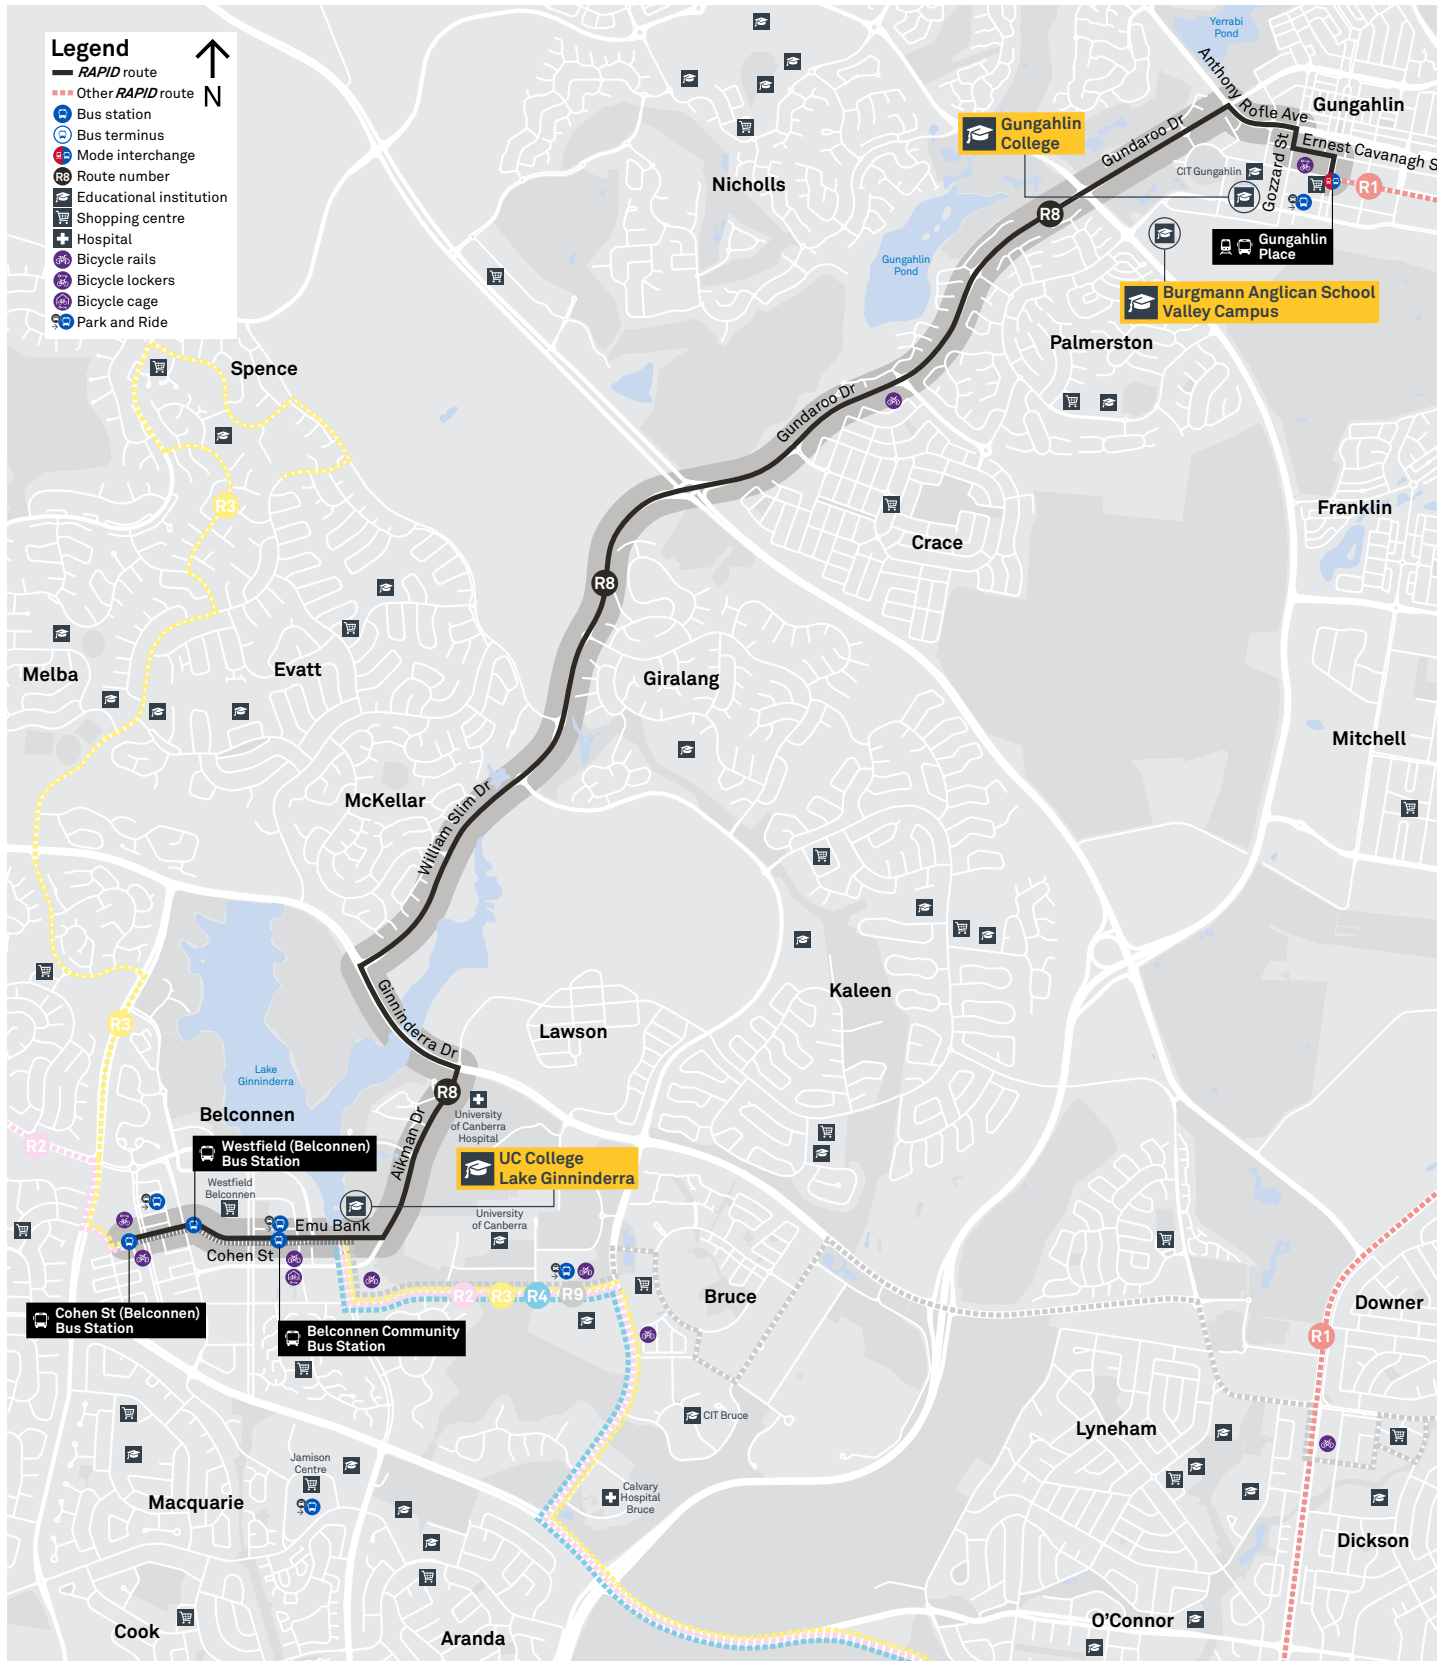 Legend
RAPID route
Other RAPID route
Bus station
Bus terminus
Mode interchange
R8 Route number
Educational institution
Shopping centre
Hospital
Bicycle rails
Bicycle lockers
Bicycle cage
Park and Ride
N
Yerrabi
Pond
Anthony Rofle Ave
Gungahlin
Gungahlin
College
Gundaroo Dr
Ernest Cavanagh S
Gozzard St
CIT Gungahlin
R1
Nicholls
R8
Gungahlin
Place
Gungahlin
Pond
Burgmann Anglican School
Valley Campus
Palmerston
Spence
Gundaroo Dr
R3
Franklin
Crace
R8
Melba
Evatt
Giralang
Mitchell
McKellar
William Slim Dr
Kaleen
R3
Ginninderra Dr
Lawson
Lake
Ginninderra
R8
Belconnen
University
of Canberra
Hospital
Aikman Dr
R2
Westfield (Belconnen)
Bus Station
UC College
Lake Ginninderra
Westfield
Belconnen
University
of Canberra
Emu Bank
Cohen St
R2
R3
R4
R9
Bruce
Downer
Cohen St (Belconnen)
Bus Station
Belconnen Community
Bus Station
R1
CIT Bruce
Lyneham
Jamison
Centre
Macquarie
Calvary
Hospital
Bruce
Dickson
Cook
Aranda
O'Connor